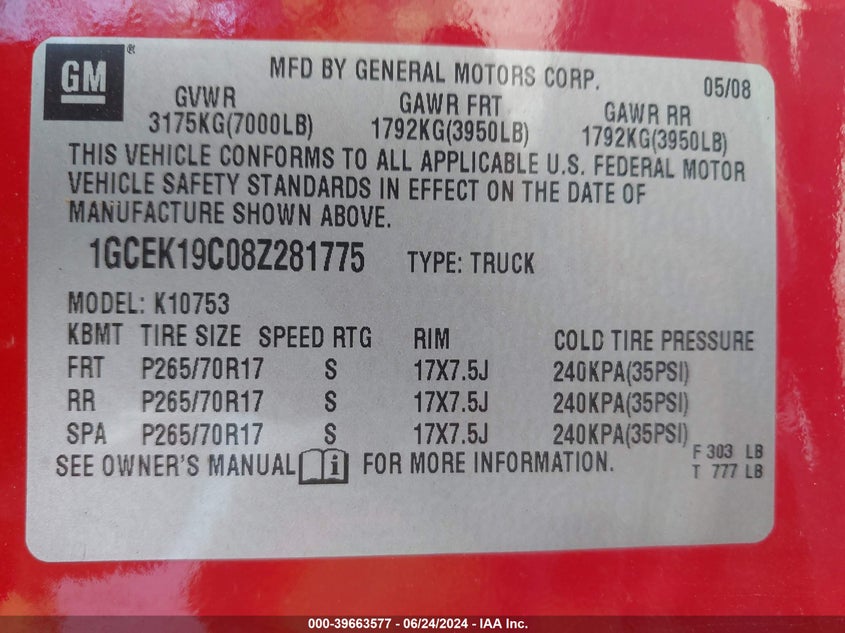 GM ®
MFD BY GENERAL MOTORS CORP. 05/08
GVWR GAWR FRT GAWR RR
3175KG(7000LB) 1792KG(3950LB) 1792KG(3950LB)
THIS VEHICLE CONFORMS TO ALL APPLICABLE U.S. FEDERAL MOTOR
VEHICLE SAFETY STANDARDS IN EFFECT ON THE DATE OF
MANUFACTURE SHOWN ABOVE.
1GCEK19C08Z281775 TYPE: TRUCK
MODEL: K10753
KBMT TIRE SIZE SPEED RTG RIM COLD TIRE PRESSURE
FRT P265/70R17 S 17X7.5J 240KPA(35PSI)
RR P265/70R17 S 17X7.5J 240KPA(35PSI)
SPA P265/70R17 S 17X7.5J 240KPA(35PSI)
SEE OWNER'S MANUAL i FOR MORE INFORMATION.
F 303 LB
T 777 LB
000-39663577 - 06/24/2024 - IAA Inc.